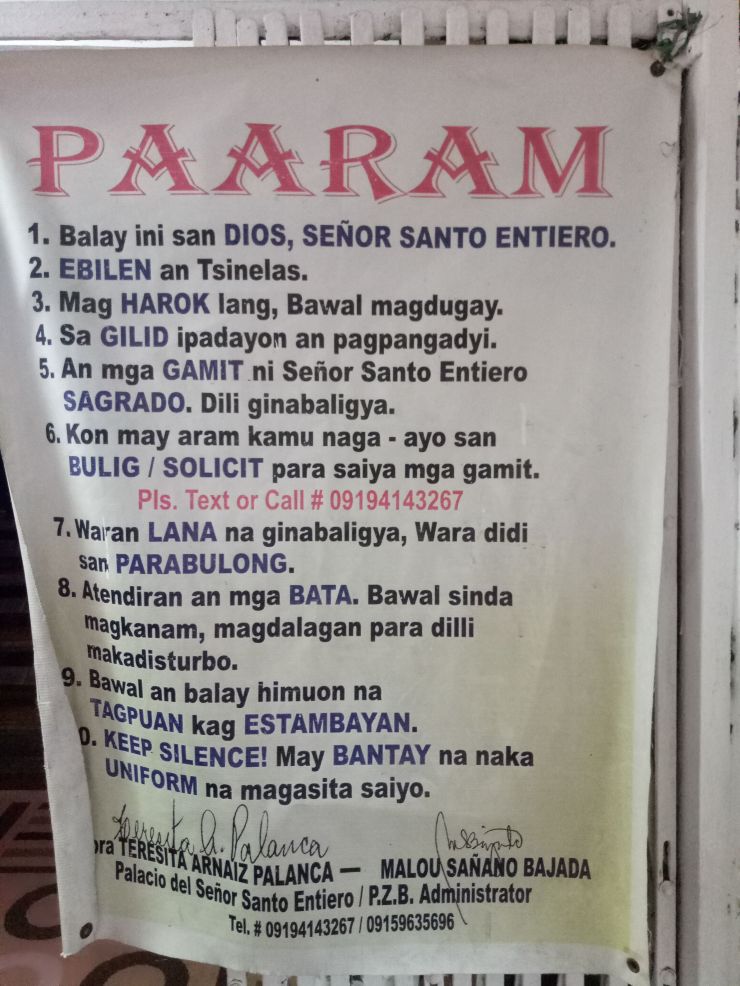 PAARAM
1. Balay ini san DIOS, SEÑOR SANTO ENTIERO.
2. EBILEN an Tsinelas.
3. Mag HAROK lang, Bawal magdugay.
4. Sa GILID ipadayon an pagpangadyi.
5. An mga GAMIT ni Señor Santo Entiero
SAGRADO. Dili ginabaligya.
6. Kon may aram kamu naga - ayo san
BULIG / SOLICIT para saiya mga gamit.
Pls. Text or Call # 09194143267
7. Waran LANA na ginabaligya, Wara didi
san PARABULONG.
8. Atendiran an mga BATA. Bawal sinda
magkanam, magdalagan para dilli
makadisturbo.
9. Bawal an balay himuon na
TAGPUAN kag ESTAMBAYAN.
0. KEEP SILENCE! May BANTAY na naka
UNIFORM na magasita saiyo.
Teresita A. Palanca
ora TERESITA ARNAIZ PALANCA — MALOU SAÑANO BAJADA
Palacio del Señor Santo Entiero / P.Z.B. Administrator
Tel. # 09194143267 / 09159635696